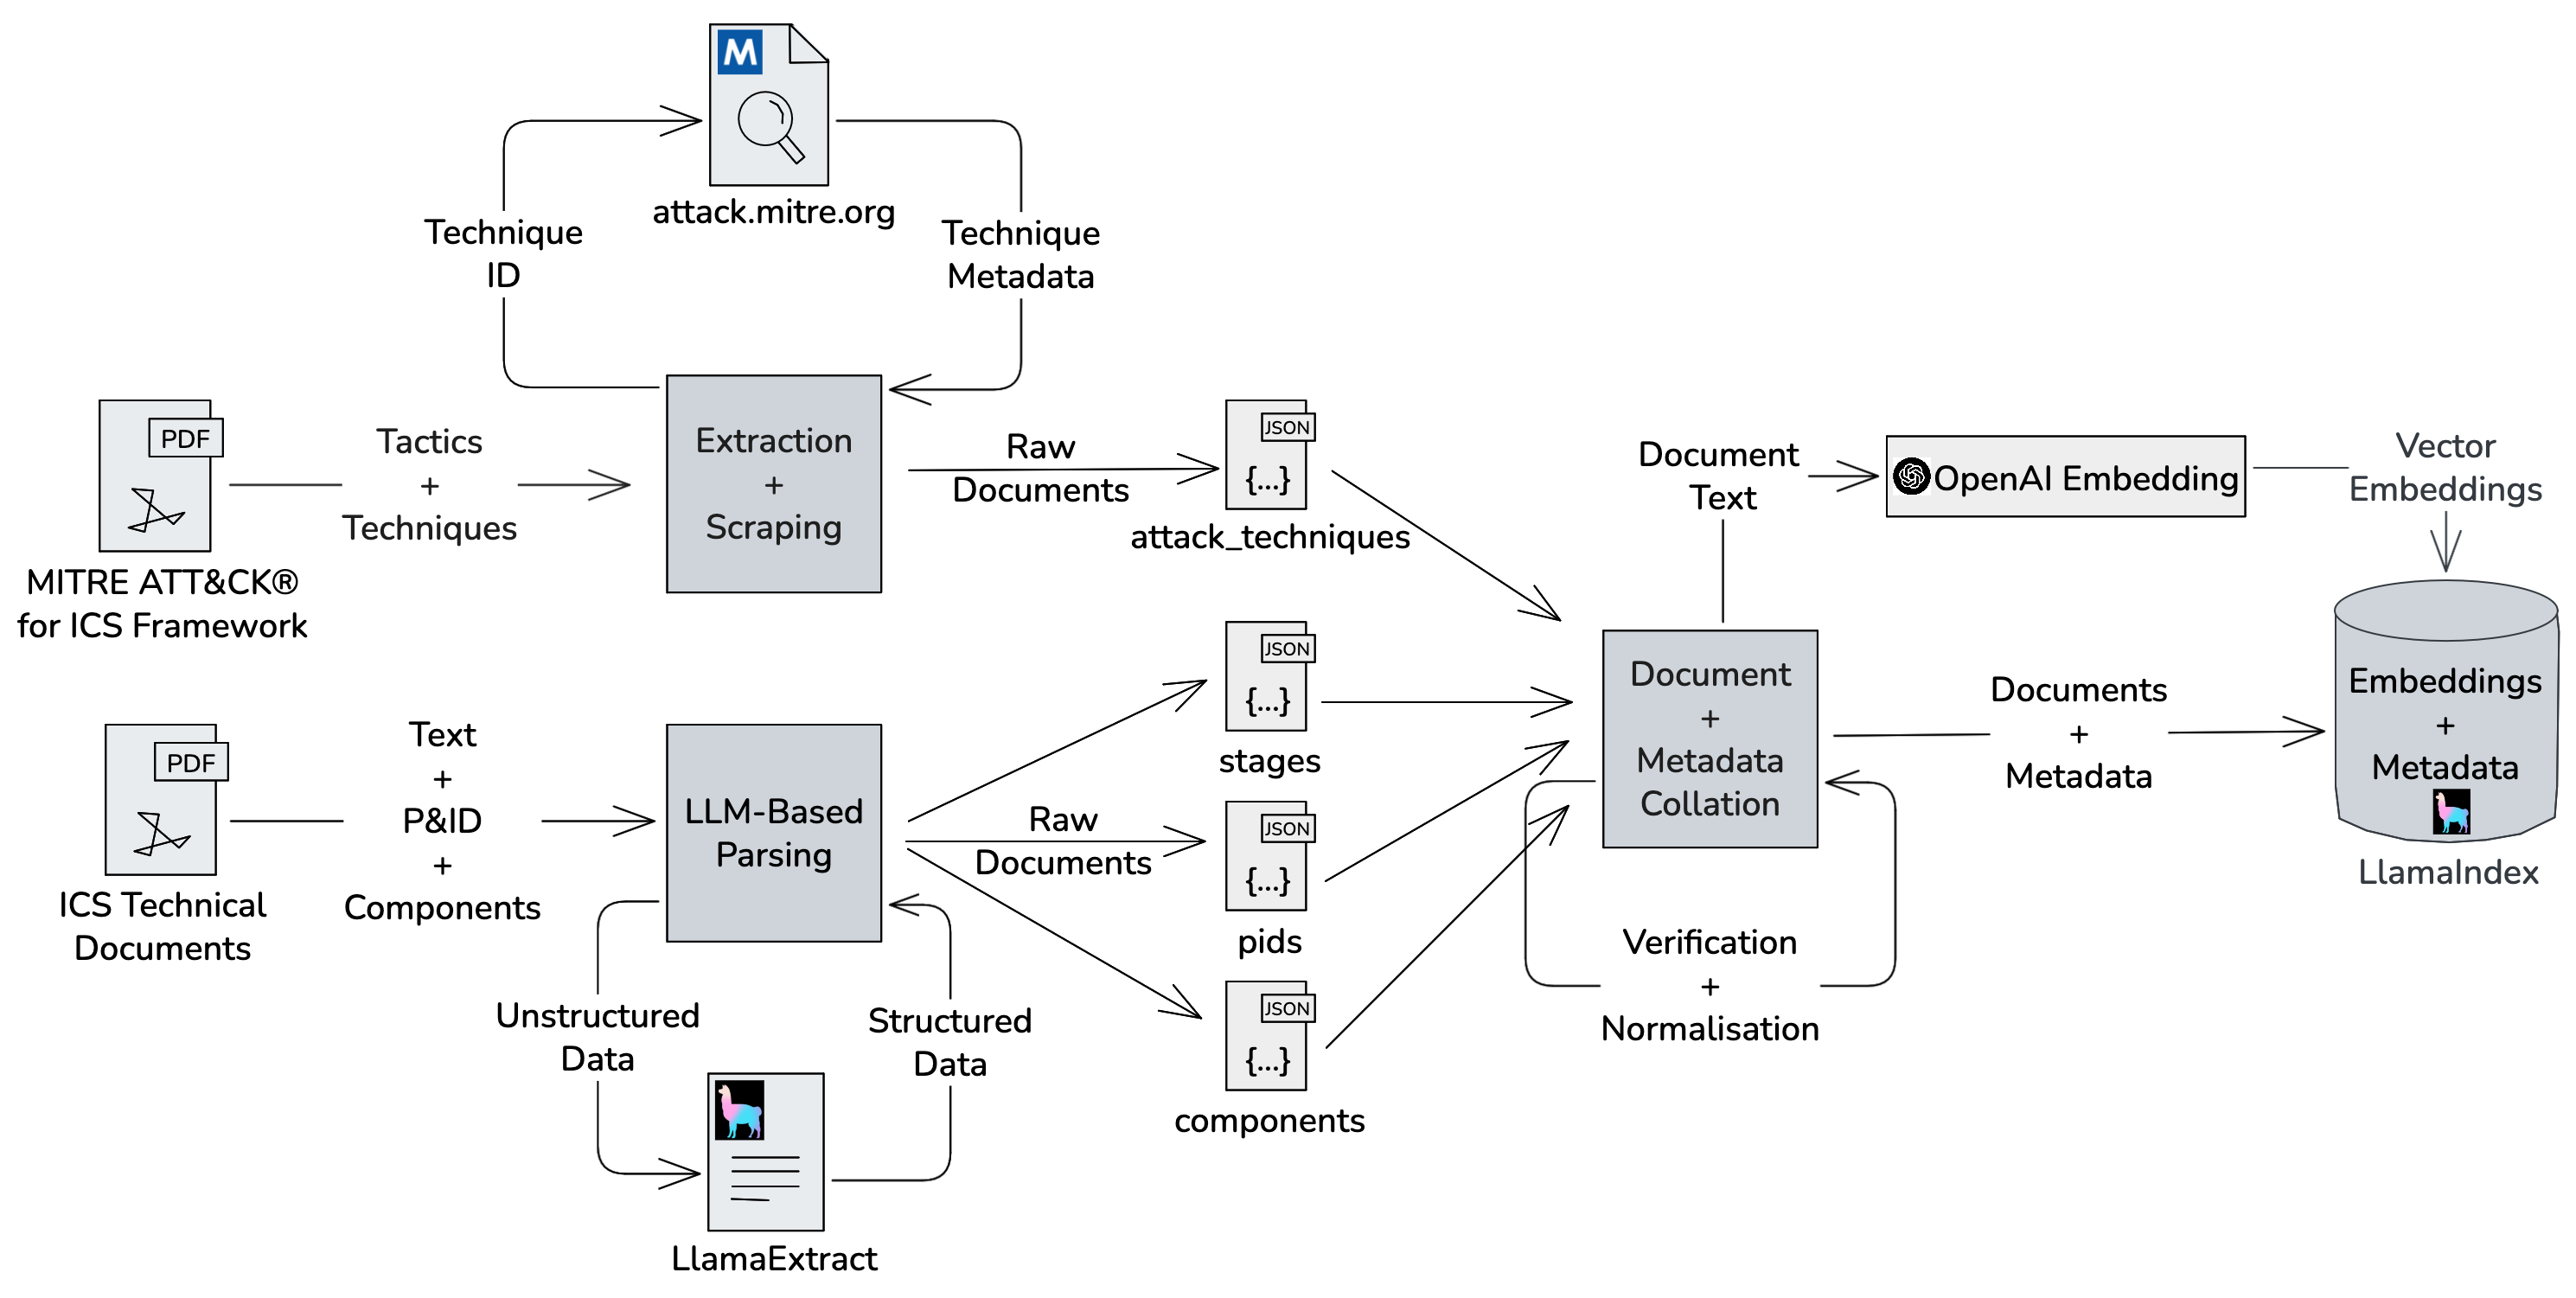 M
attack.mitre.org
Technique
ID
Technique
Metadata
PDF
MITRE ATT&CK®
for ICS Framework
Tactics
+
Techniques
Extraction
+
Scraping
Raw
Documents
JSON
{...}
attack_techniques
Document
Text
OpenAI Embedding
Vector
Embeddings
PDF
ICS Technical
Documents
Text
+
P&ID
+
Components
LLM-Based
Parsing
Unstructured
Data
Structured
Data
LlamaExtract
Raw
Documents
JSON
{...}
stages
JSON
{...}
pids
JSON
{...}
components
Document
+
Metadata
Collation
Verification
+
Normalisation
Documents
+
Metadata
Embeddings
+
Metadata
LlamaIndex